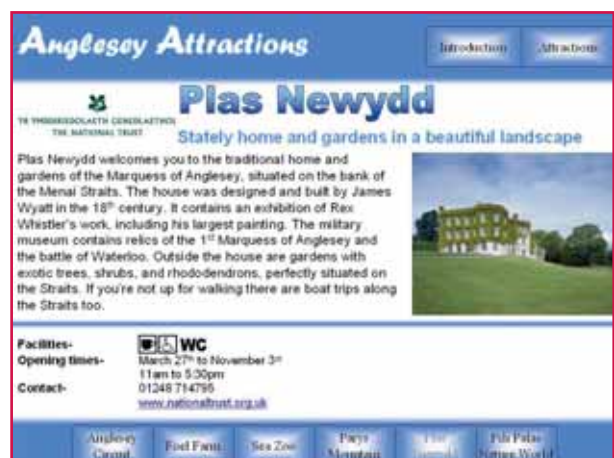 Anglesey Attractions
Introduction
Attractions
Plas Newydd
YR YMDDIRIEDOLAETH GENEDLAETHOL
THE NATIONAL TRUST
Stately home and gardens in a beautiful landscape
Plas Newydd welcomes you to the traditional home and
gardens of the Marquess of Anglesey, situated on the bank of
the Menai Straits. The house was designed and built by James
Wyatt in the 18th century. It contains an exhibition of Rex
Whistler's work, including his largest painting. The military
museum contains relics of the 1st Marquess of Anglesey and
the battle of Waterloo. Outside the house are gardens with
exotic trees, shrubs, and rhododendrons, perfectly situated on
the Straits. If you're not up for walking there are boat trips along
the Straits too.
Facilities- WC
Opening times- March 27th to November 3rd
11am to 5:30pm
Contact- 01248 714795
www.nationaltrust.org.uk
Anglesey
Circuit
Foel Farm
Sea Zoo
Parys
Mountain
Plas
Newydd
Pili Palas
Nature World